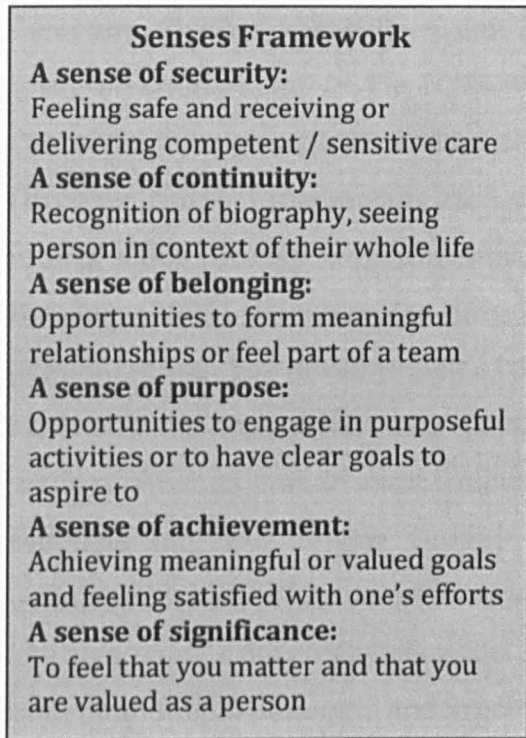 Senses Framework
A sense of security:
Feeling safe and receiving or
delivering competent / sensitive care
A sense of continuity:
Recognition of biography, seeing
person in context of their whole life
A sense of belonging:
Opportunities to form meaningful
relationships or feel part of a team
A sense of purpose:
Opportunities to engage in purposeful
activities or to have clear goals to
aspire to
A sense of achievement:
Achieving meaningful or valued goals
and feeling satisfied with one's efforts
A sense of significance:
To feel that you matter and that you
are valued as a person